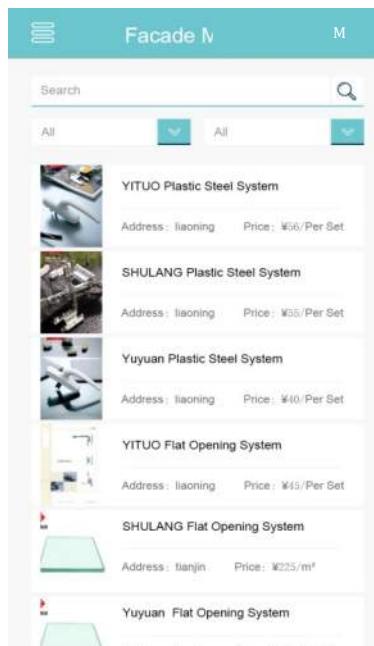 Facade M M
Search
All All
YITUO Plastic Steel System
Address: liaoning Price: ¥56/Per Set
SHULANG Plastic Steel System
Address: liaoning Price: ¥55/Per Set
Yuyuan Plastic Steel System
Address: liaoning Price: ¥40/Per Set
YITUO Flat Opening System
Address: liaoning Price: ¥45/Per Set
SHULANG Flat Opening System
Address: tianjin Price: ¥225/m²
Yuyuan Flat Opening System